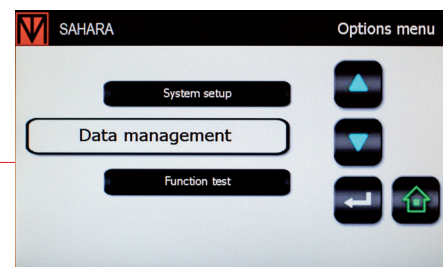 SAHARA
Options menu
System setup
Data management
Function test